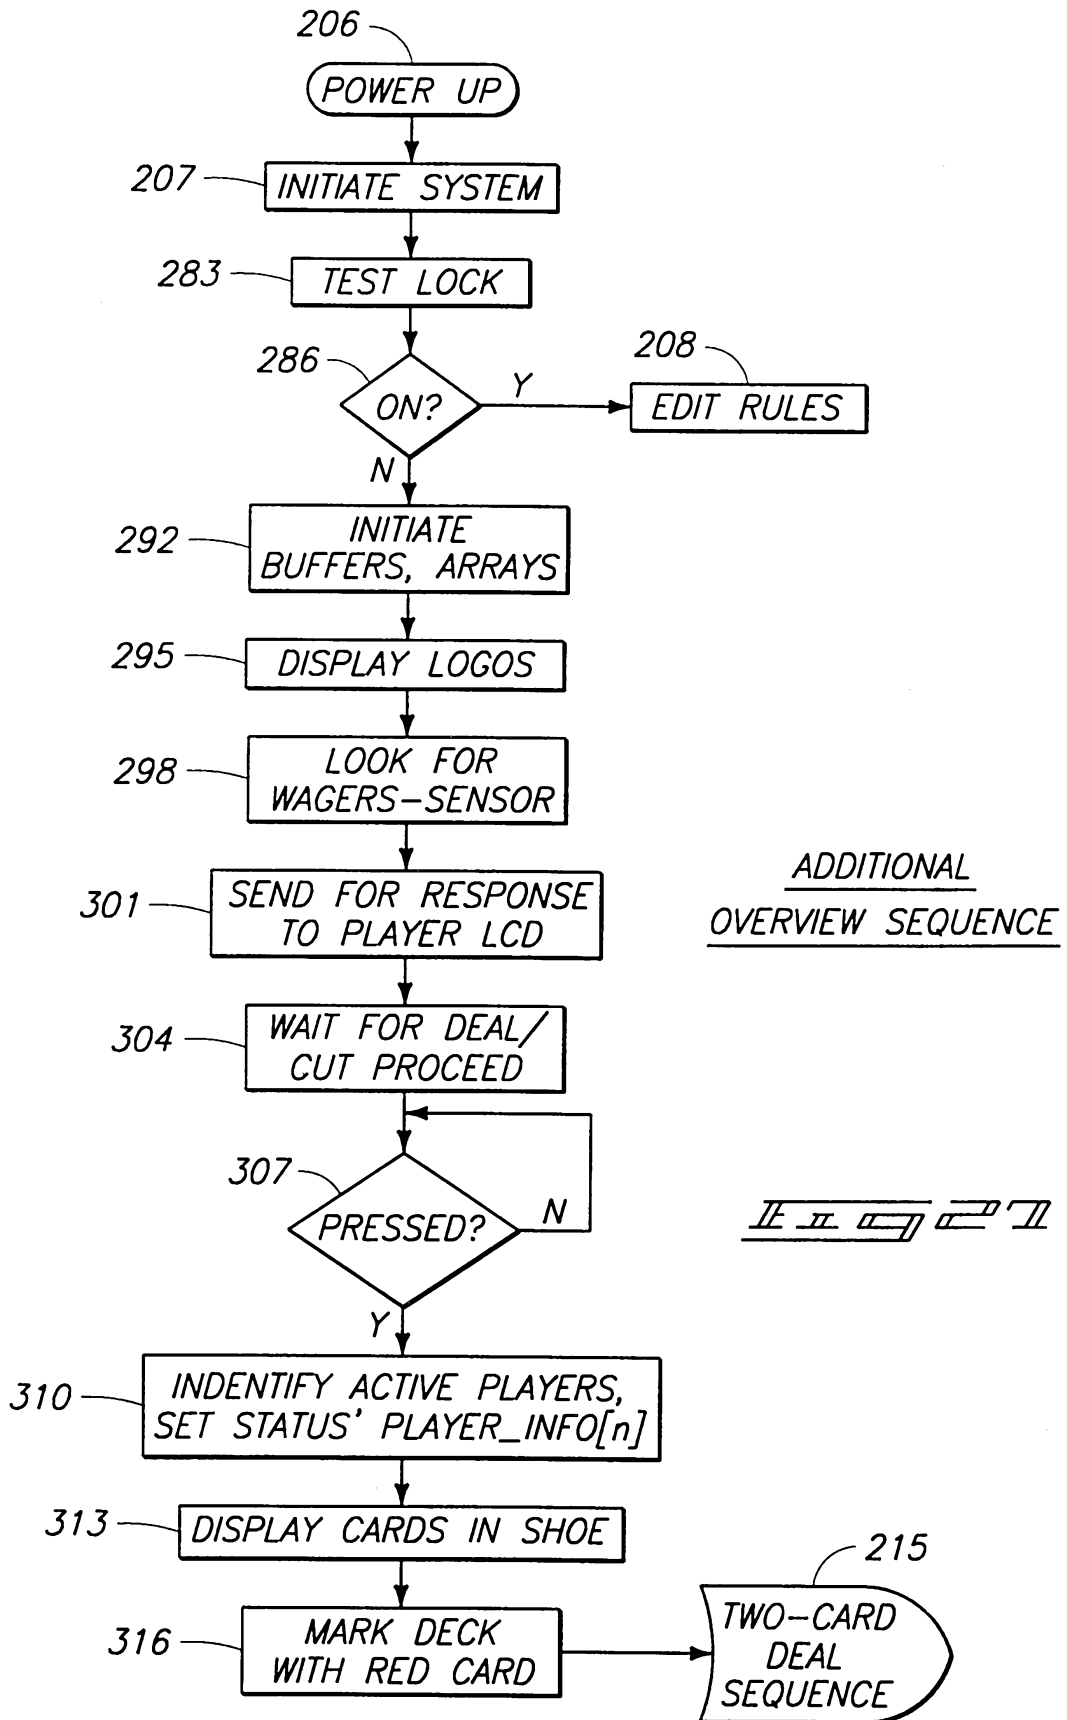 206
POWER UP
207
INITIATE SYSTEM
283
TEST LOCK
286
ON?
Y
208
EDIT RULES
N
292
INITIATE
BUFFERS, ARRAYS
295
DISPLAY LOGOS
298
LOOK FOR
WAGERS-SENSOR
301
SEND FOR RESPONSE
TO PLAYER LCD
ADDITIONAL
OVERVIEW SEQUENCE
304
WAIT FOR DEAL/
CUT PROCEED
307
PRESSED?
N
Fig 27
Y
310
INDENTIFY ACTIVE PLAYERS,
SET STATUS' PLAYER_INFO[n]
313
DISPLAY CARDS IN SHOE
316
MARK DECK
WITH RED CARD
215
TWO-CARD
DEAL
SEQUENCE